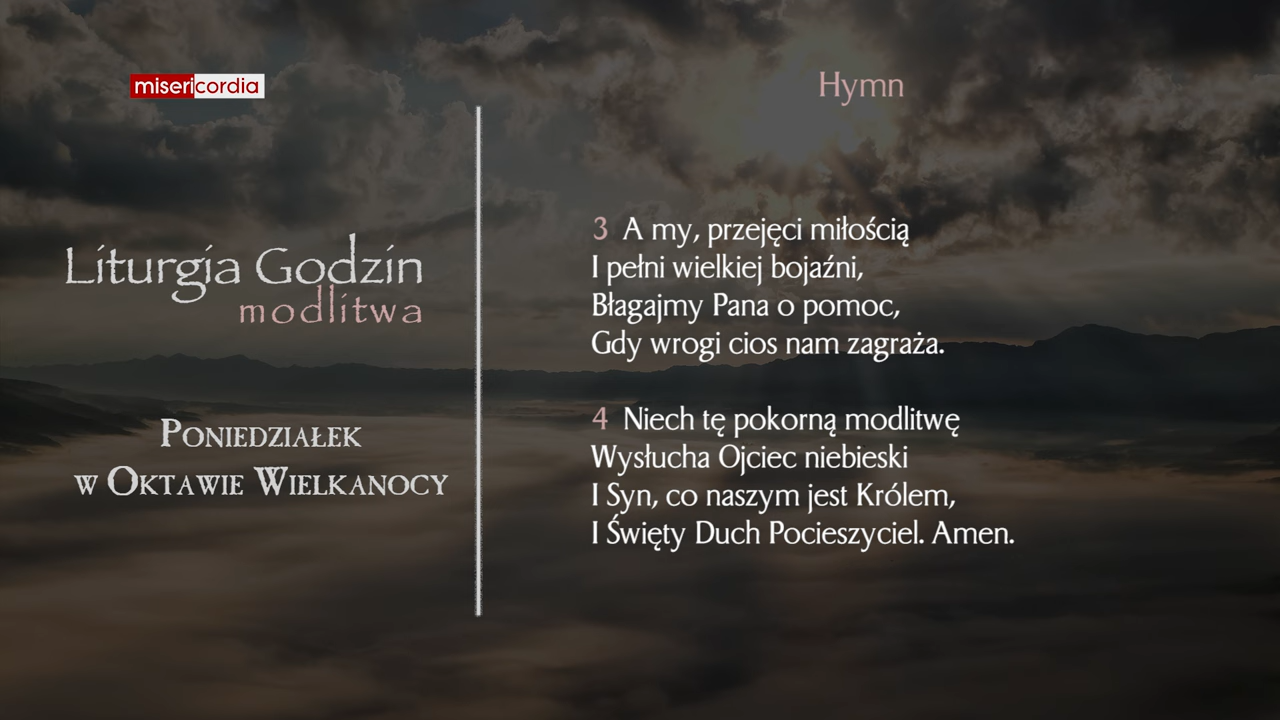 misericordia
Liturgia Godzin
modlitwa
Poniedziałek
w Oktawie Wielkanocy
Hymn
3 A my, przejęci miłością
I pełni wielkiej bojaźni,
Błagajmy Pana o pomoc,
Gdy wrogi cios nam zagraża.
4 Niech tę pokorną modlitwę
Wysłucha Ojciec niebieski
I Syn, co naszym jest Królem,
I Święty Duch Pocieszyciel. Amen.